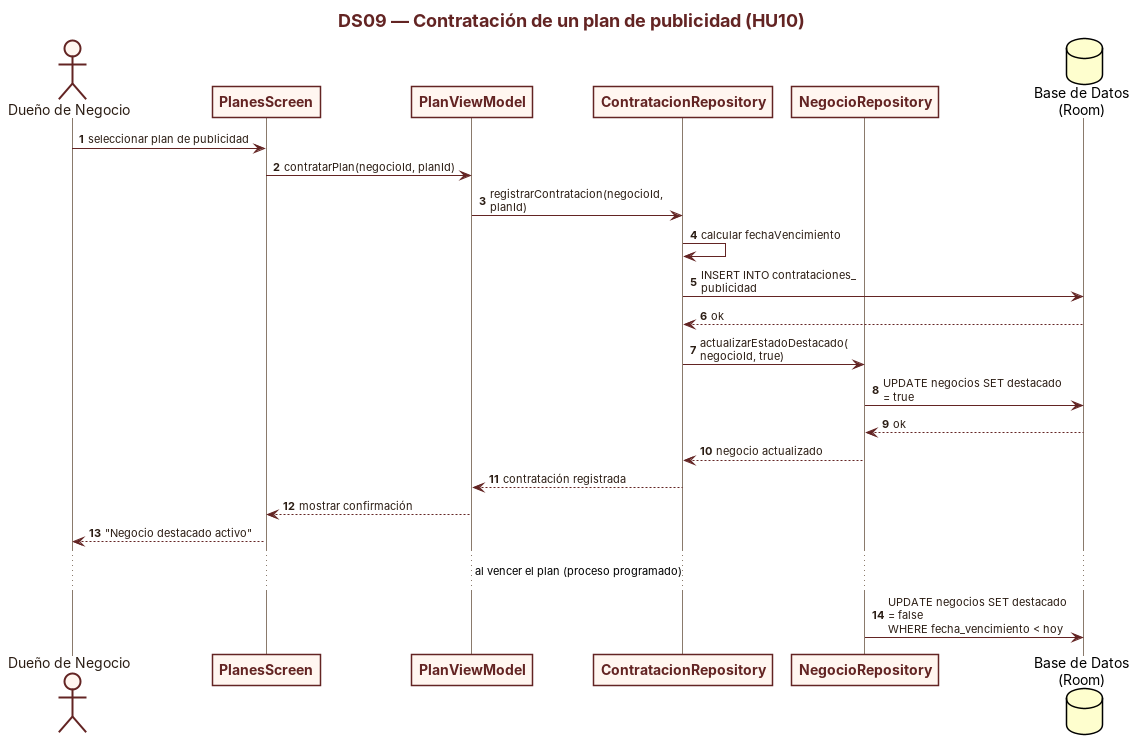 DS09 — Contratación de un plan de publicidad (HU10)
Dueño de Negocio
PlanesScreen
PlanViewModel
ContratacionRepository
NegocioRepository
Base de Datos
(Room)
1 seleccionar plan de publicidad
2 contratarPlan(negocioId, planId)
3 registrarContratacion(negocioId,
planId)
4 calcular fechaVencimiento
5 INSERT INTO contrataciones_
publicidad
6 ok
7 actualizarEstadoDestacado(
negocioId, true)
8 UPDATE negocios SET destacado
= true
9 ok
10 negocio actualizado
11 contratación registrada
12 mostrar confirmación
13 "Negocio destacado activo"
al vencer el plan (proceso programado)
14 UPDATE negocios SET destacado
= false
WHERE fecha_vencimiento < hoy
Dueño de Negocio
PlanesScreen
PlanViewModel
ContratacionRepository
NegocioRepository
Base de Datos
(Room)